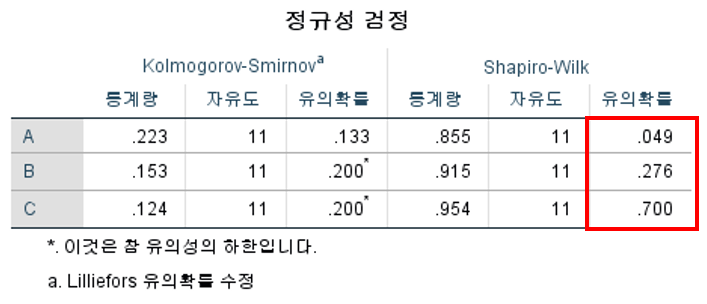 정규성 검정
Kolmogorov-Smirnovᵃ Shapiro-Wilk
통계량 자유도 유의확률 통계량 자유도 유의확률
A .223 11 .133 .855 11 .049
B .153 11 .200* .915 11 .276
C .124 11 .200* .954 11 .700
*. 이것은 참 유의성의 하한입니다.
a. Lilliefors 유의확률 수정